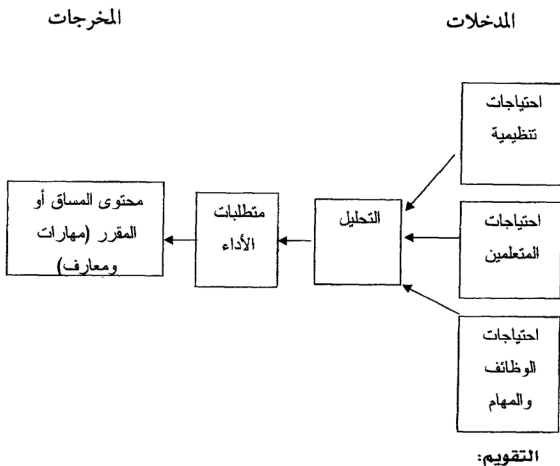 المدخلات
المخرجات
احتياجات
تنظيمية
احتياجات
المتعلمين
احتياجات
الوظائف
والمهام
التحليل
متطلبات
الأداء
محتوى المساق أو
المقرر (مهارات
ومعارف)
التقويم: